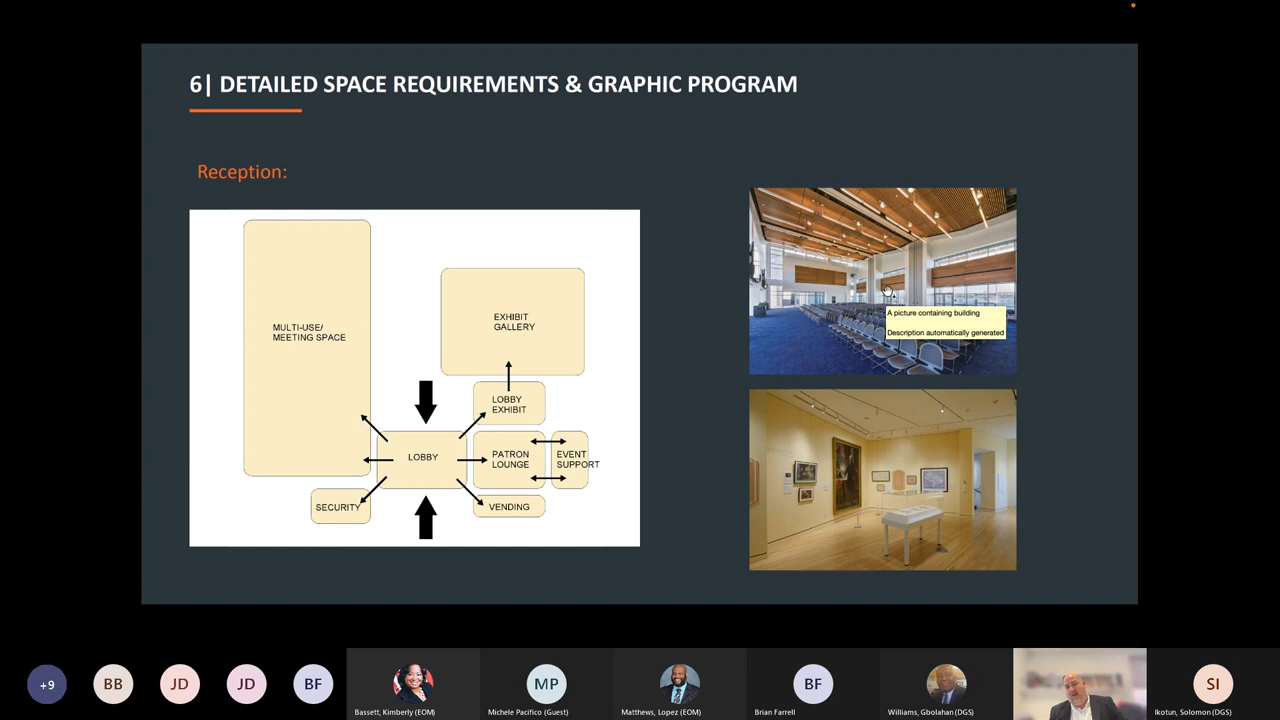 6| DETAILED SPACE REQUIREMENTS & GRAPHIC PROGRAM
Reception:
MULTI-USE/
MEETING SPACE
EXHIBIT
GALLERY
LOBBY
EXHIBIT
LOBBY
PATRON
LOUNGE
EVENT
SUPPORT
SECURITY
VENDING
A picture containing building
Description automatically generated
+9
BB
JD
JD
BF
Bassett, Kimberly (EOM)
MP
Michele Pacifico (Guest)
Matthews, Lopez (EOM)
BF
Brian Farrell
Williams, Gbolahan (DGS)
SI
Ikotun, Solomon (DGS)